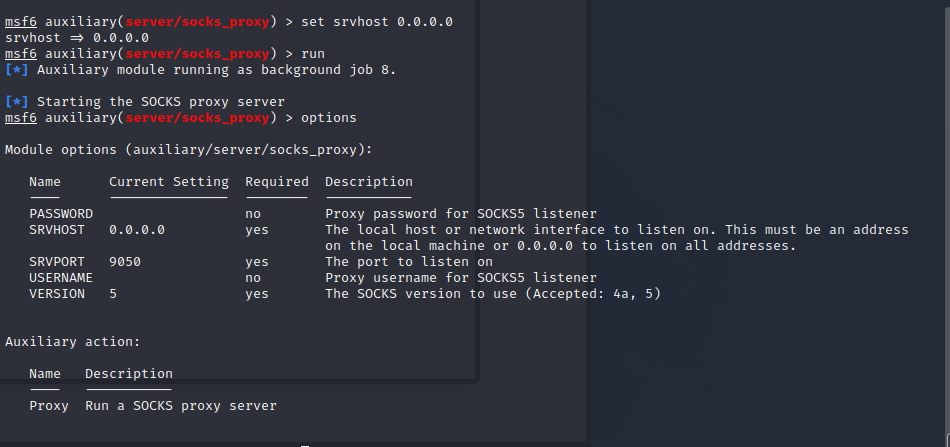 msf6 auxiliary(server/socks_proxy) > set srvhost 0.0.0.0
srvhost ⇒ 0.0.0.0
msf6 auxiliary(server/socks_proxy) > run
[*] Auxiliary module running as background job 8.
[*] Starting the SOCKS proxy server
msf6 auxiliary(server/socks_proxy) > options
Module options (auxiliary/server/socks_proxy):
Name Current Setting Required Description
---- --------------- -------- -----------
PASSWORD no Proxy password for SOCKS5 listener
SRVHOST 0.0.0.0 yes The local host or network interface to listen on. This must be an address
on the local machine or 0.0.0.0 to listen on all addresses.
SRVPORT 9050 yes The port to listen on
USERNAME no Proxy username for SOCKS5 listener
VERSION 5 yes The SOCKS version to use (Accepted: 4a, 5)
Auxiliary action:
Name Description
---- -----------
Proxy Run a SOCKS proxy server